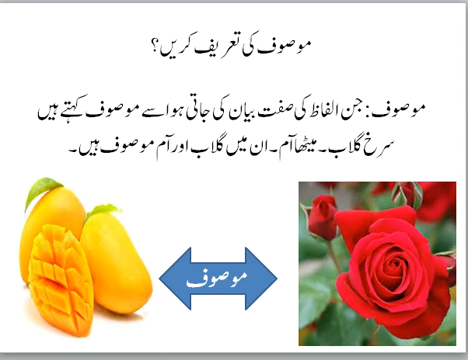 موصوف کی تعریف کریں؟
موصوف: جن الفاظ کی صفت بیان کی جاتی ہو اسے موصوف کہتے ہیں
سرخ گلاب۔ میٹھا آم۔ ان میں گلاب اور آم موصوف ہیں۔
موصوف